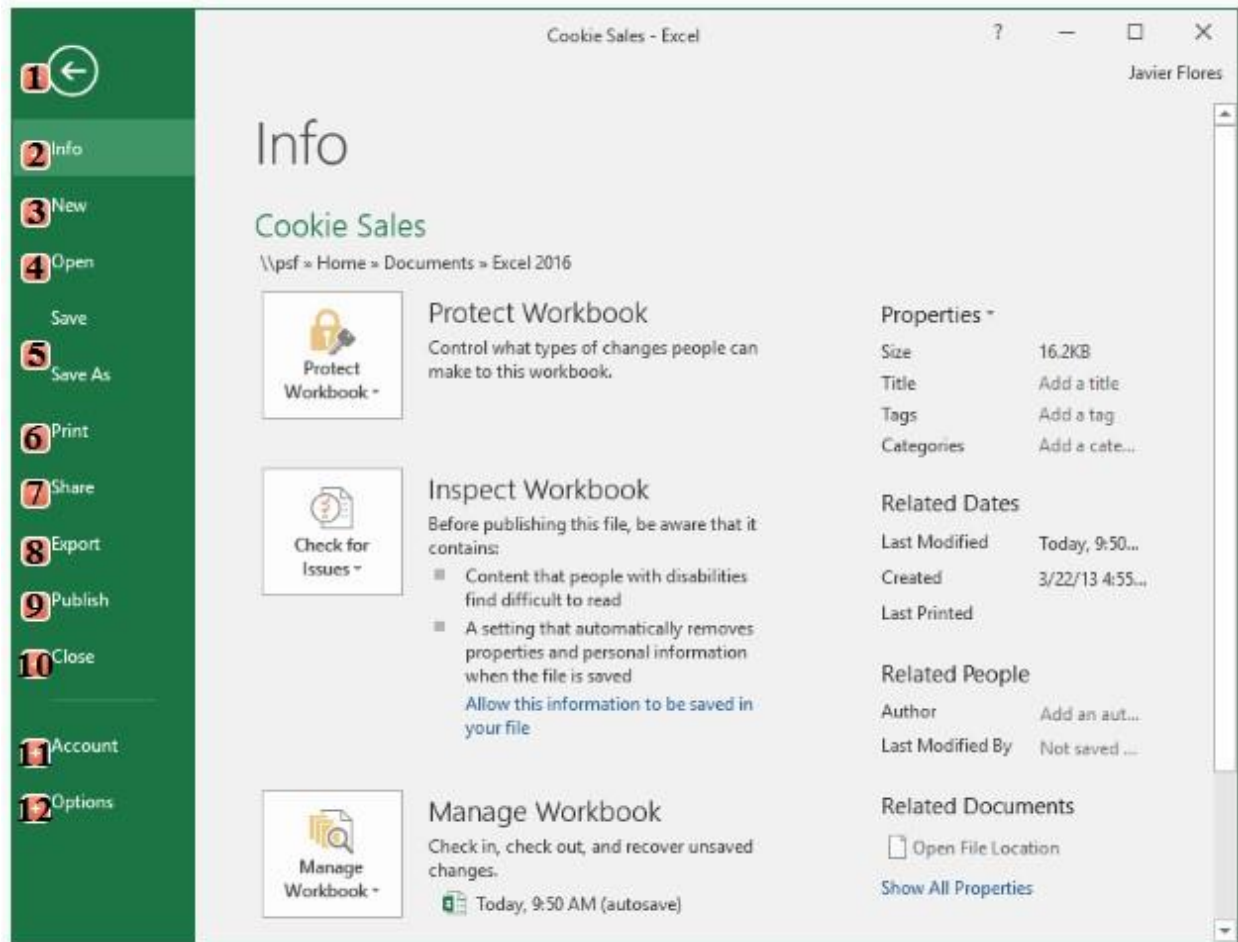 Cookie Sales - Excel
?
Javier Flores
1
2 Info
3 New
4 Open
Save
5
Save As
6 Print
7 Share
8 Export
9 Publish
10 Close
11 Account
12 Options
Info
Cookie Sales
\\psf » Home » Documents » Excel 2016
Protect
Workbook
Protect Workbook
Control what types of changes people can
make to this workbook.
Check for
Issues
Inspect Workbook
Before publishing this file, be aware that it
contains:
Content that people with disabilities
find difficult to read
A setting that automatically removes
properties and personal information
when the file is saved
Allow this information to be saved in
your file
Manage
Workbook
Manage Workbook
Check in, check out, and recover unsaved
changes.
Today, 9:50 AM (autosave)
Properties
Size 16.2KB
Title Add a title
Tags Add a tag
Categories Add a cate...
Related Dates
Last Modified Today, 9:50...
Created 3/22/13 4:55...
Last Printed
Related People
Author Add an aut...
Last Modified By Not saved ...
Related Documents
Open File Location
Show All Properties